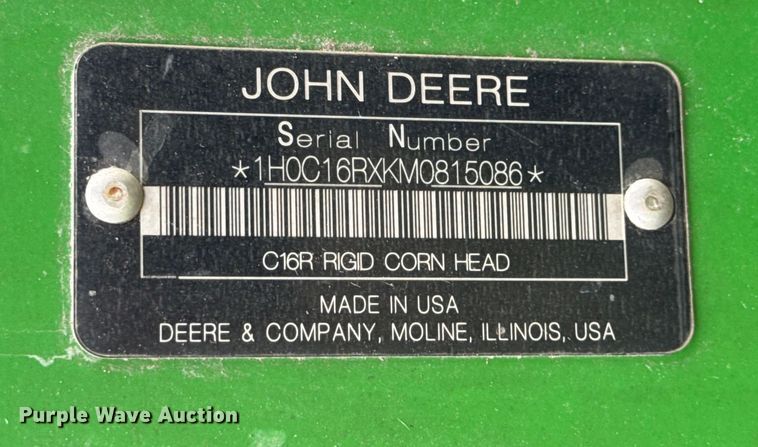 JOHN DEERE
Serial Number
*1H0C16RXKM0815086*
C16R RIGID CORN HEAD
MADE IN USA
DEERE & COMPANY, MOLINE, ILLINOIS, USA
Purple Wave Auction